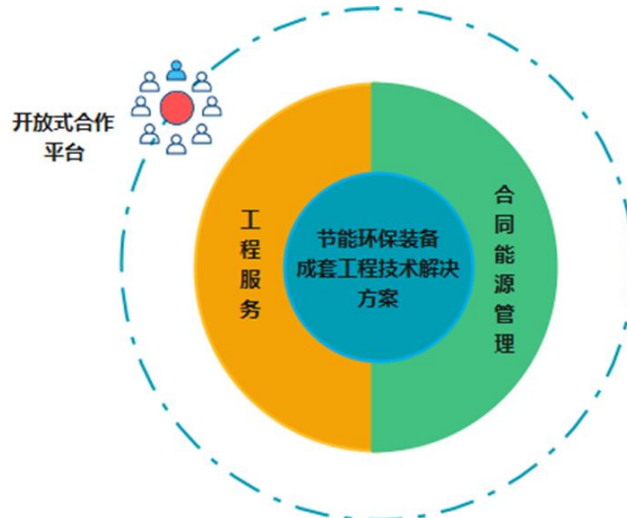 开放式合作
平台
工程服务
节能环保装备
成套工程技术解决
方案
合同能源管理